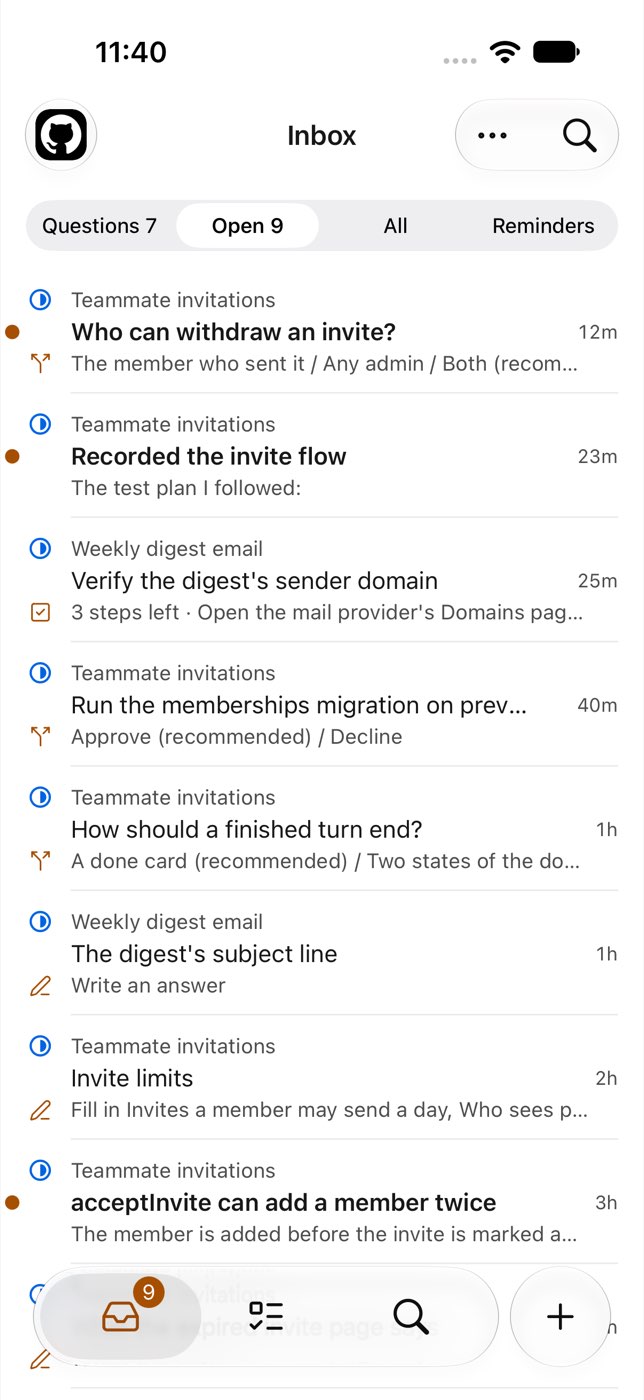 11:40
Inbox
Questions 7
Open 9
All
Reminders
Teammate invitations
Who can withdraw an invite?
12m
The member who sent it / Any admin / Both (recom...
Teammate invitations
Recorded the invite flow
23m
The test plan I followed:
Weekly digest email
Verify the digest's sender domain
25m
3 steps left · Open the mail provider's Domains pag...
Teammate invitations
Run the memberships migration on prev...
40m
Approve (recommended) / Decline
Teammate invitations
How should a finished turn end?
1h
A done card (recommended) / Two states of the do...
Weekly digest email
The digest's subject line
1h
Write an answer
Teammate invitations
Invite limits
2h
Fill in Invites a member may send a day, Who sees p...
Teammate invitations
acceptInvite can add a member twice
3h
The member is added before the invite is marked a...
9
expired invite page says